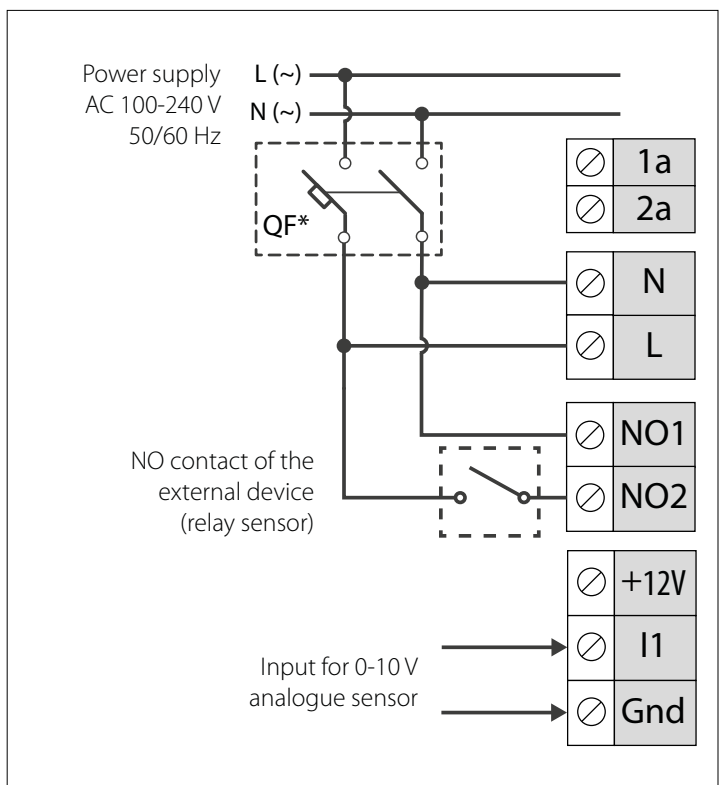 Power supply L (~)
AC 100-240 V N (~)
50/60 Hz
1a
2a
QF*
N
L
NO1
NO contact of the
external device
(relay sensor)
NO2
+12V
I1
Input for 0-10 V
analogue sensor
Gnd